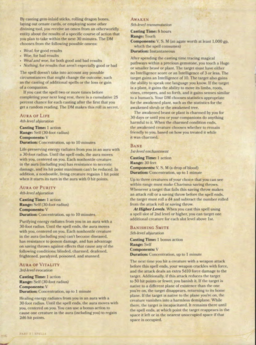 By casting gem-inlaid sticks, rolling dragon bones,
laying out ornate cards, or employing some other
divining tool, you receive an omen from an otherworldly
entity about the results of a specific course of action that
you plan to take within the next 30 minutes. The DM
chooses from the following possible omens:
• Weal, for good results
• Woe, for bad results
• Weal and woe, for both good and bad results
• Nothing, for results that aren't especially good or bad
The spell doesn't take into account any possible
circumstances that might change the outcome, such
as the casting of additional spells or the loss or gain
of a companion.
If you cast the spell two or more times before
completing your next long rest, there is a cumulative 25
percent chance for each casting after the first that you
get a random reading. The DM makes this roll in secret.
AURA OF LIFE
4th-level abjuration
Casting Time: 1 action
Range: Self (30-foot radius)
Components: V
Duration: Concentration, up to 10 minutes
Life-preserving energy radiates from you in an aura with
a 30-foot radius. Until the spell ends, the aura moves
with you, centered on you. Each nonhostile creature
in the aura (including you) has resistance to necrotic
damage, and its hit point maximum can't be reduced. In
addition, a nonhostile, living creature regains 1 hit point
when it starts its turn in the aura with 0 hit points.
AURA OF PURITY
4th-level abjuration
Casting Time: 1 action
Range: Self (30-foot radius)
Components: V
Duration: Concentration, up to 10 minutes
Purifying energy radiates from you in an aura with a
30-foot radius. Until the spell ends, the aura moves
with you, centered on you. Each nonhostile creature
in the aura (including you) can't become diseased,
has resistance to poison damage, and has advantage
on saving throws against effects that cause any of the
following conditions: blinded, charmed, deafened,
frightened, paralyzed, poisoned, and stunned.
AURA OF VITALITY
3rd-level evocation
Casting Time: 1 action
Range: Self (30-foot radius)
Components: V
Duration: Concentration, up to 1 minute
Healing energy radiates from you in an aura with a
30-foot radius. Until the spell ends, the aura moves with
you, centered on you. You can use a bonus action to
cause one creature in the aura (including you) to regain
2d6 hit points.
AWAKEN
5th-level transmutation
Casting Time: 8 hours
Range: Touch
Components: V, S, M (an agate worth at least 1,000 gp,
which the spell consumes)
Duration: Instantaneous
After spending the casting time tracing magical
pathways within a precious gemstone, you touch a Huge
or smaller beast or plant. The target must have either
no Intelligence score or an Intelligence of 3 or less. The
target gains an Intelligence of 10. The target also gains
the ability to speak one language you know. If the target
is a plant, it gains the ability to move its limbs, roots,
vines, creepers, and so forth, and it gains senses similar
to a human's. Your DM chooses statistics appropriate
for the awakened plant, such as the statistics for the
awakened shrub or the awakened tree.
The awakened beast or plant is charmed by you for
30 days or until you or your companions do anything
harmful to it. When the charmed condition ends,
the awakened creature chooses whether to remain
friendly to you, based on how you treated it while
it was charmed.
BANE
1st-level enchantment
Casting Time: 1 action
Range: 30 feet
Components: V, S, M (a drop of blood)
Duration: Concentration, up to 1 minute
Up to three creatures of your choice that you can see
within range must make Charisma saving throws.
Whenever a target that fails this saving throw makes
an attack roll or a saving throw before the spell ends,
the target must roll a d4 and subtract the number rolled
from the attack roll or saving throw.
At Higher Levels. When you cast this spell using
a spell slot of 2nd level or higher, you can target one
additional creature for each slot level above 1st.
BANISHING SMITE
5th-level abjuration
Casting Time: 1 bonus action
Range: Self
Components: V
Duration: Concentration, up to 1 minute
The next time you hit a creature with a weapon attack
before this spell ends, your weapon crackles with force,
and the attack deals an extra 5d10 force damage to the
target. Additionally, if this attack reduces the target
to 50 hit points or fewer, you banish it. If the target is
native to a different plane of existence than the one
you're on, the target disappears, returning to its home
plane. If the target is native to the plane you're on, the
creature vanishes into a harmless demiplane. While
there, the target is incapacitated. It remains there until
the spell ends, at which point the target reappears in the
space it left or in the nearest unoccupied space if that
space is occupied.